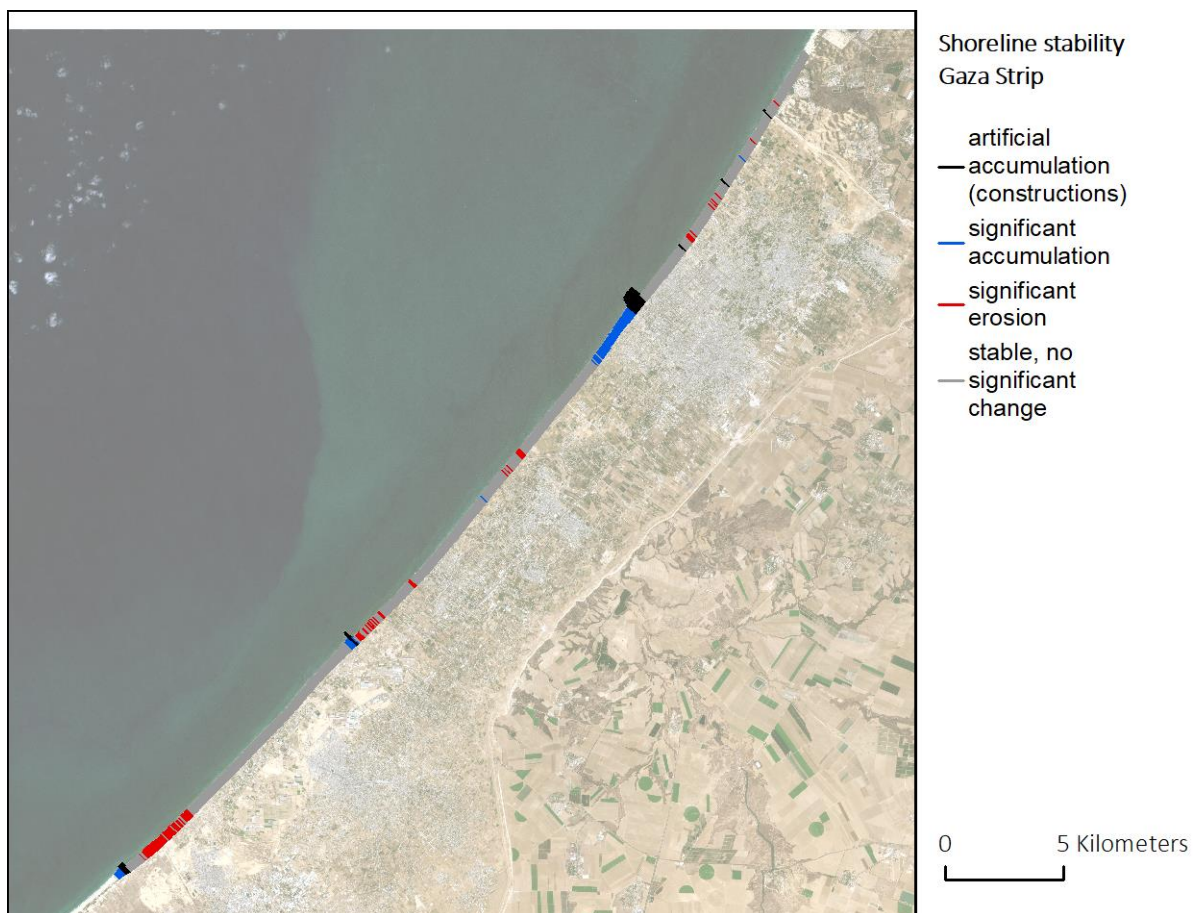 Shoreline stability
Gaza Strip
artificial
accumulation
(constructions)
significant
accumulation
significant
erosion
stable, no
significant
change
0 5 Kilometers